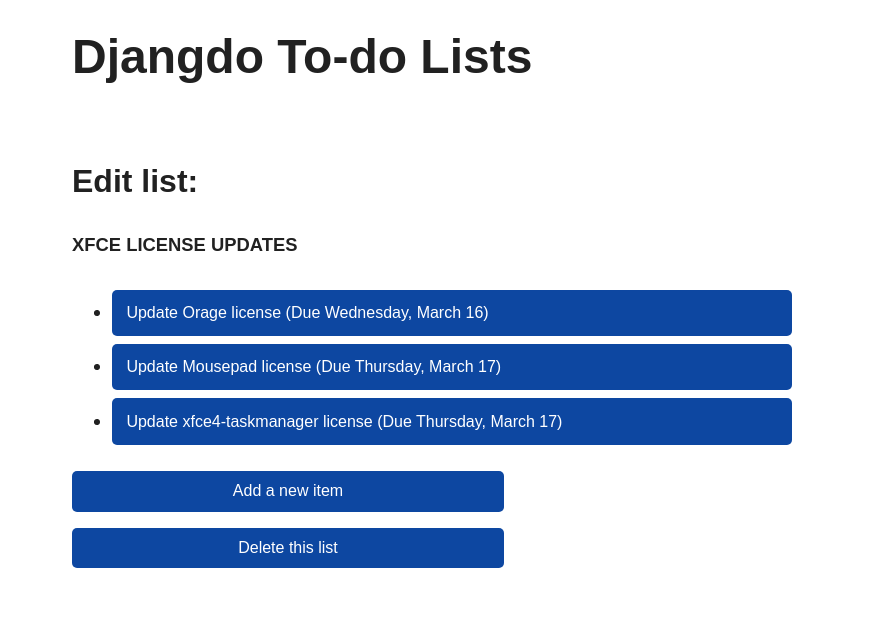 Djangdo To-do Lists
Edit list:
XFCE LICENSE UPDATES
Update Orage license (Due Wednesday, March 16)
Update Mousepad license (Due Thursday, March 17)
Update xfce4-taskmanager license (Due Thursday, March 17)
Add a new item
Delete this list